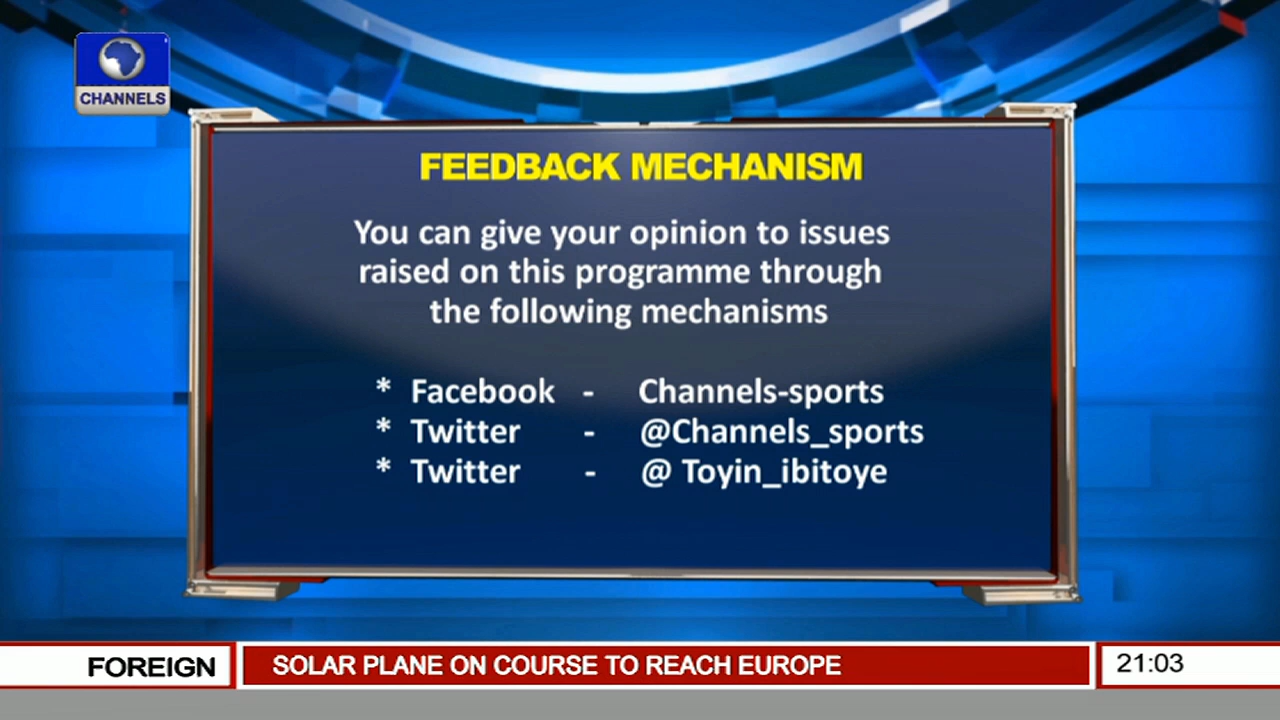 CHANNELS
FEEDBACK MECHANISM
You can give your opinion to issues
raised on this programme through
the following mechanisms
* Facebook - Channels-sports
* Twitter - @Channels_sports
* Twitter - @ Toyin_ibitoye
FOREIGN
SOLAR PLANE ON COURSE TO REACH EUROPE
21:03